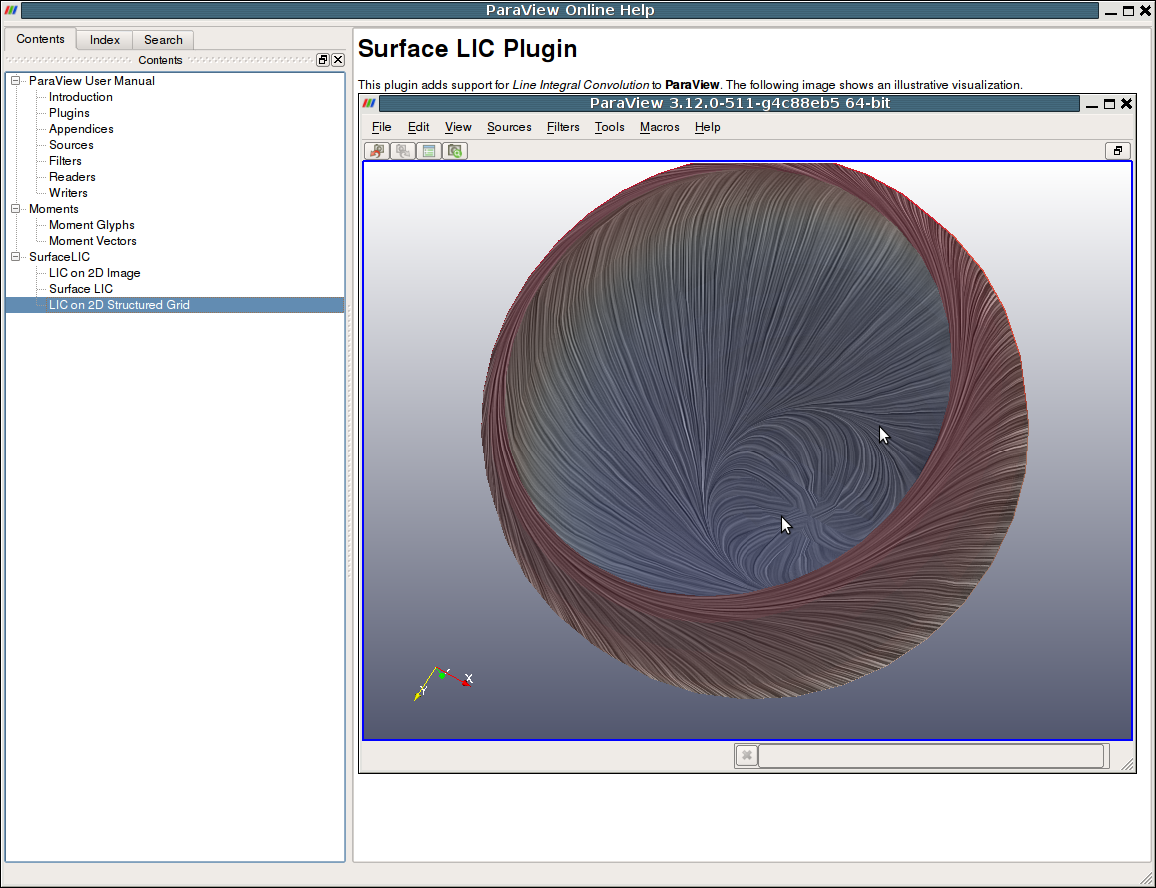 ParaView Online Help
Contents
Index
Search
Contents
ParaView User Manual
Introduction
Plugins
Appendices
Sources
Filters
Readers
Writers
Moments
Moment Glyphs
Moment Vectors
SurfaceLIC
LIC on 2D Image
Surface LIC
LIC on 2D Structured Grid
Surface LIC Plugin
This plugin adds support for Line Integral Convolution to ParaView. The following image shows an illustrative visualization.
ParaView 3.12.0-511-g4c88eb5 64-bit
File Edit View Sources Filters Tools Macros Help
X
Y